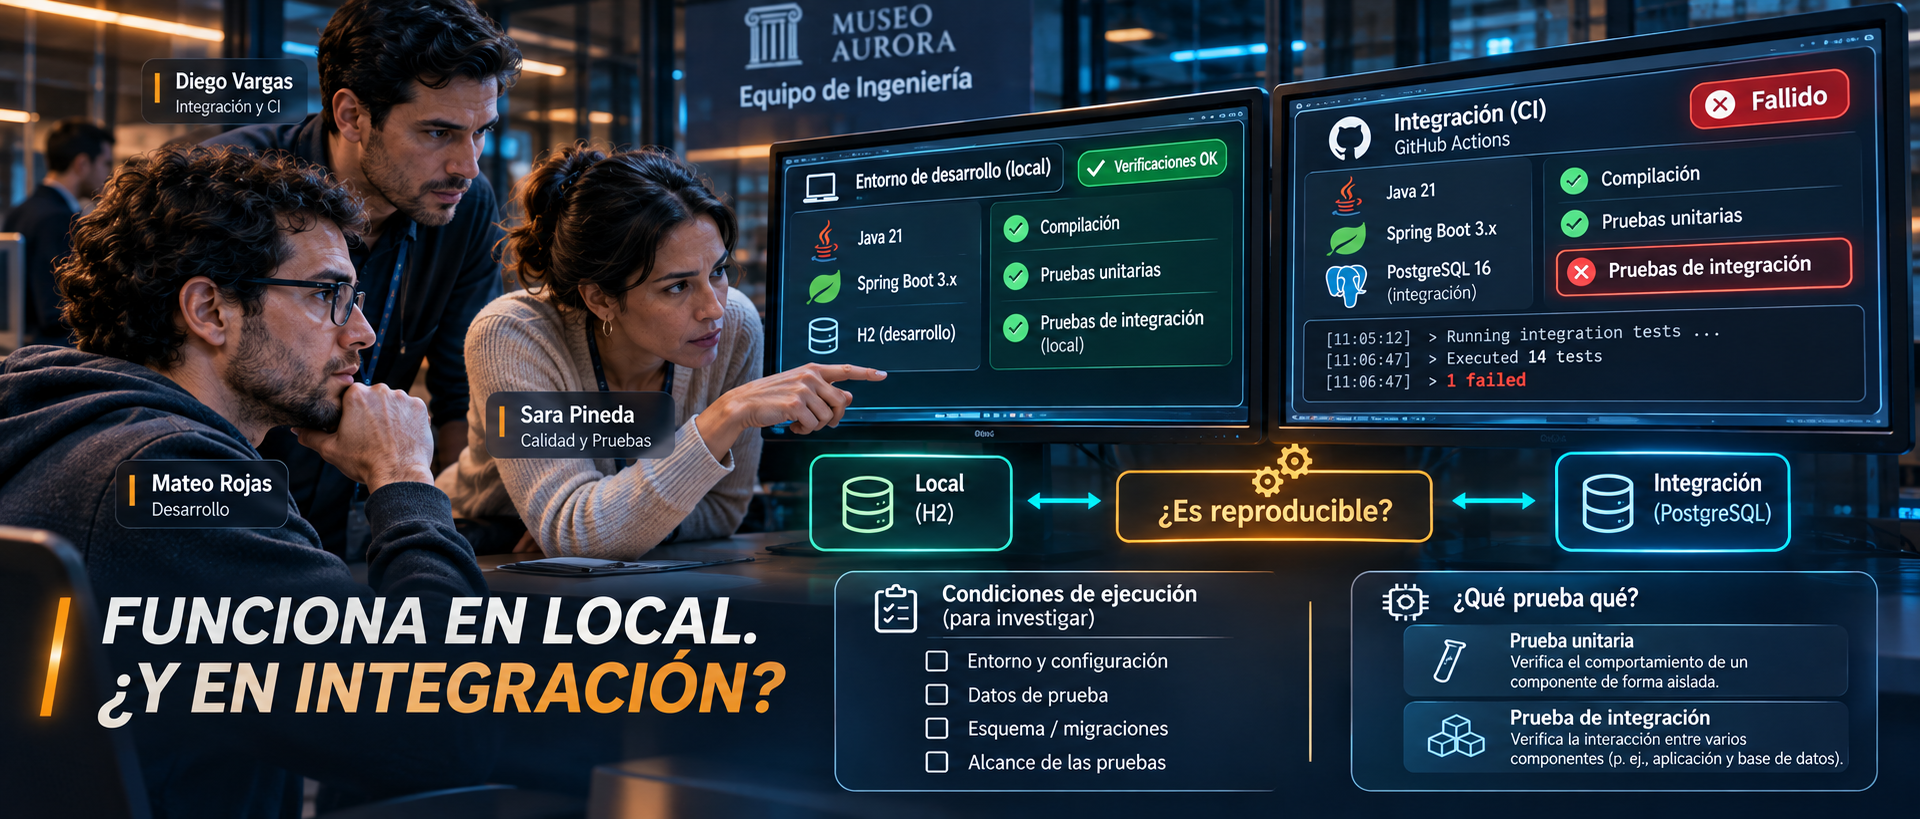 Diego Vargas
Integración y CI
Mateo Rojas
Desarrollo
Sara Pineda
Calidad y Pruebas
MUSEO
AURORA
Equipo de Ingeniería
Entorno de desarrollo (local)
Verificaciones OK
Java 21
Spring Boot 3.x
H2 (desarrollo)
Compilación
Pruebas unitarias
Pruebas de integración
(local)
Integración (CI)
GitHub Actions
Fallido
Java 21
Spring Boot 3.x
PostgreSQL 16
(integración)
Compilación
Pruebas unitarias
Pruebas de integración
[11:05:12] > Running integration tests ...
[11:06:47] > Executed 14 tests
[11:06:47] > 1 failed
Local
(H2)
¿Es reproducible?
Integración
(PostgreSQL)
FUNCIONA EN LOCAL.
¿Y EN INTEGRACIÓN?
Condiciones de ejecución
(para investigar)
Entorno y configuración
Datos de prueba
Esquema / migraciones
Alcance de las pruebas
¿Qué prueba qué?
Prueba unitaria
Verifica el comportamiento de un
componente de forma aislada.
Prueba de integración
Verifica la interacción entre varios
componentes (p. ej., aplicación y base de datos).